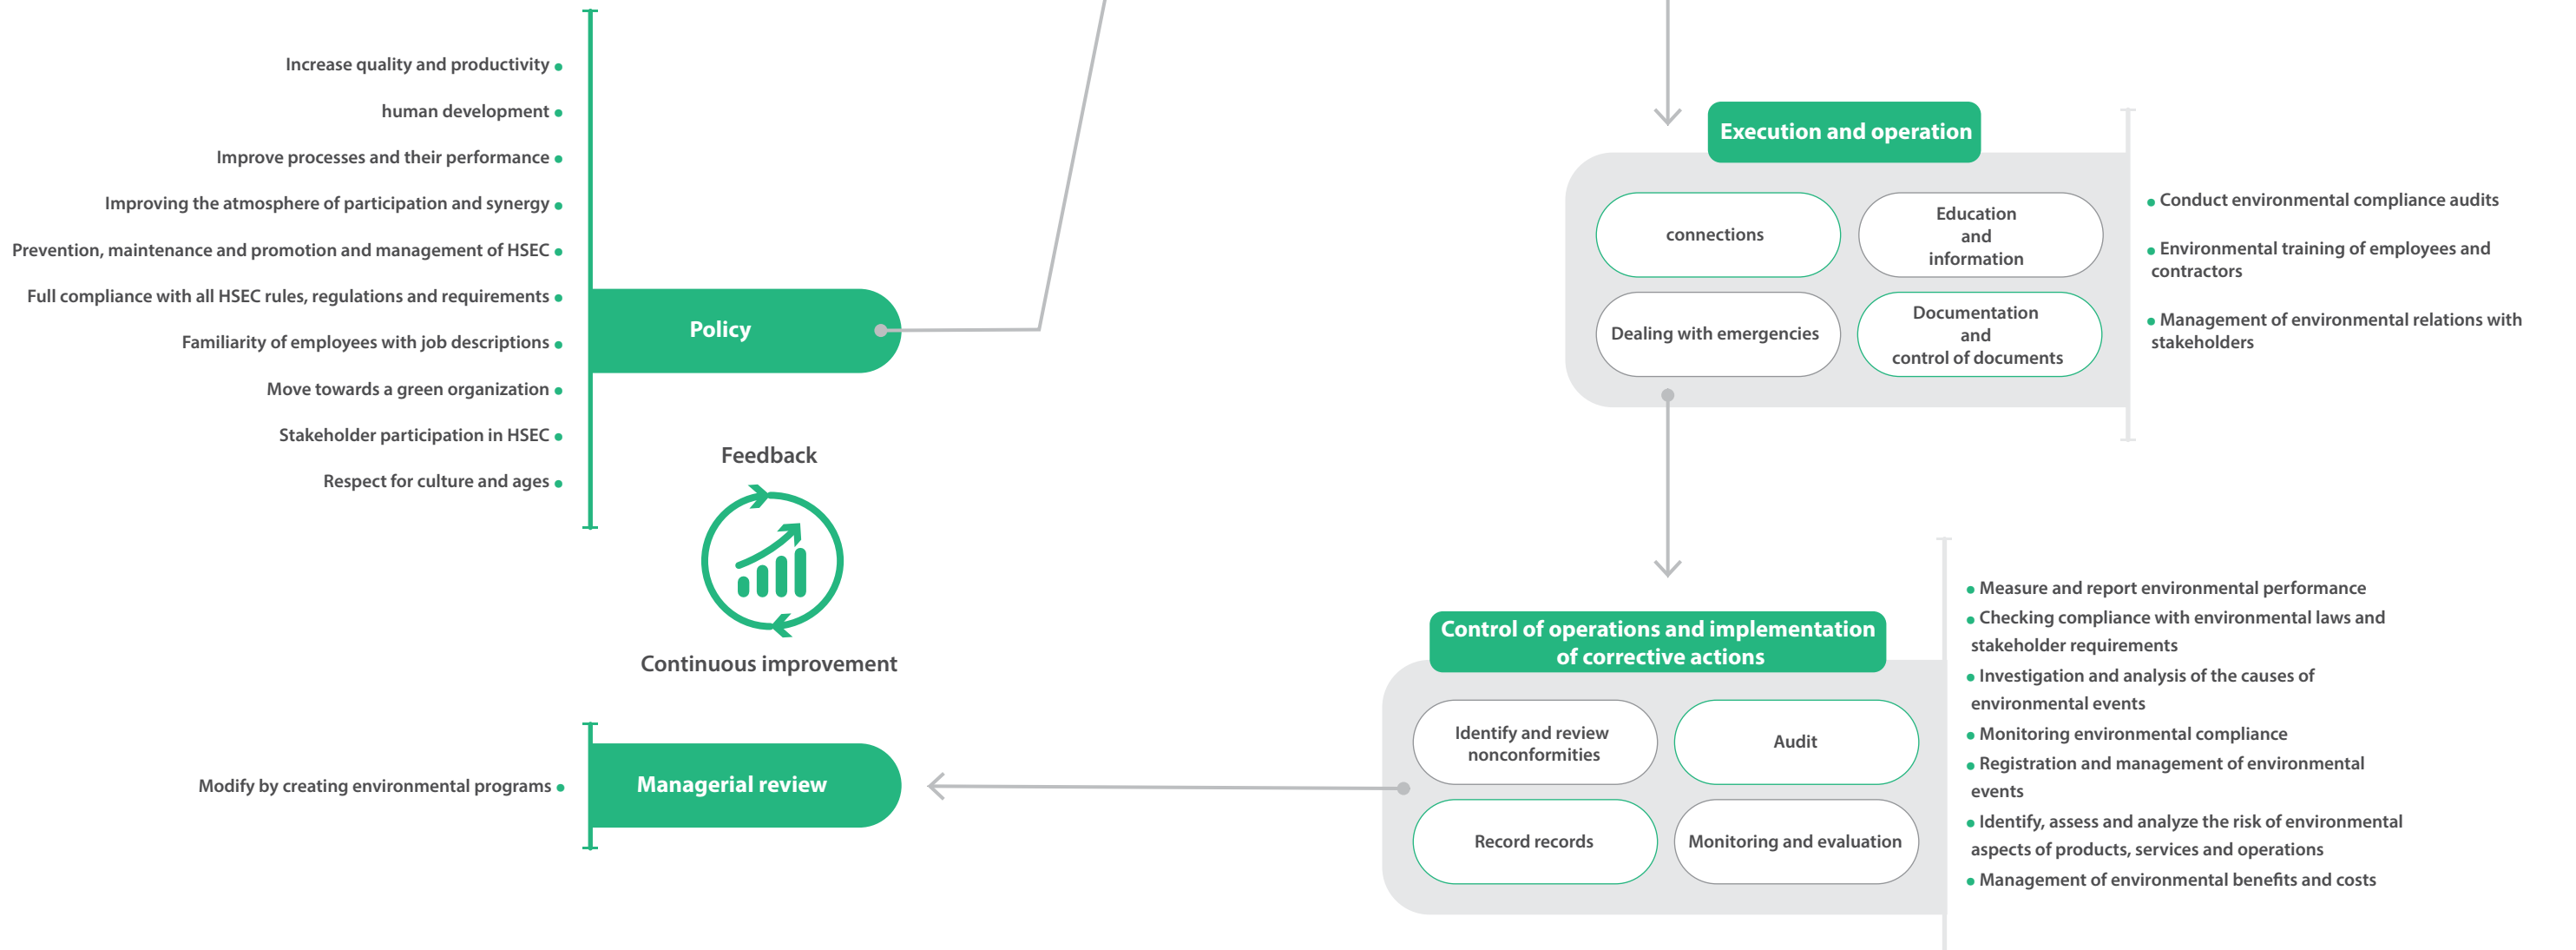 Increase quality and productivity
human development
Improve processes and their performance
Improving the atmosphere of participation and synergy
Prevention, maintenance and promotion and management of HSEC
Full compliance with all HSEC rules, regulations and requirements
Familiarity of employees with job descriptions
Move towards a green organization
Stakeholder participation in HSEC
Respect for culture and ages
Policy
Feedback
Continuous improvement
Modify by creating environmental programs
Managerial review
Execution and operation
connections
Education
and
information
Dealing with emergencies
Documentation
and
control of documents
Conduct environmental compliance audits
Environmental training of employees and
contractors
Management of environmental relations with
stakeholders
Control of operations and implementation
of corrective actions
Identify and review
nonconformities
Audit
Record records
Monitoring and evaluation
Measure and report environmental performance
Checking compliance with environmental laws and
stakeholder requirements
Investigation and analysis of the causes of
environmental events
Monitoring environmental compliance
Registration and management of environmental
events
Identify, assess and analyze the risk of environmental
aspects of products, services and operations
Management of environmental benefits and costs